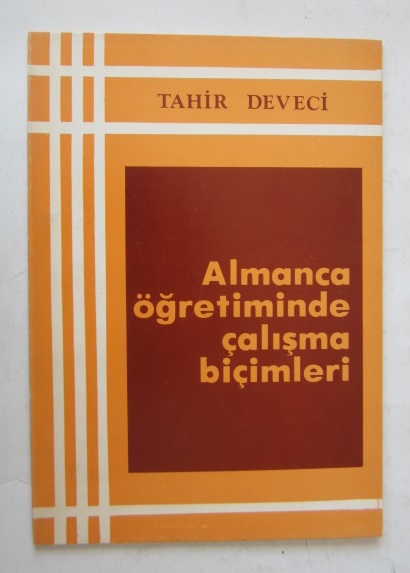 TAHİR DEVECİ
Almanca
öğretiminde
çalışma
biçimleri